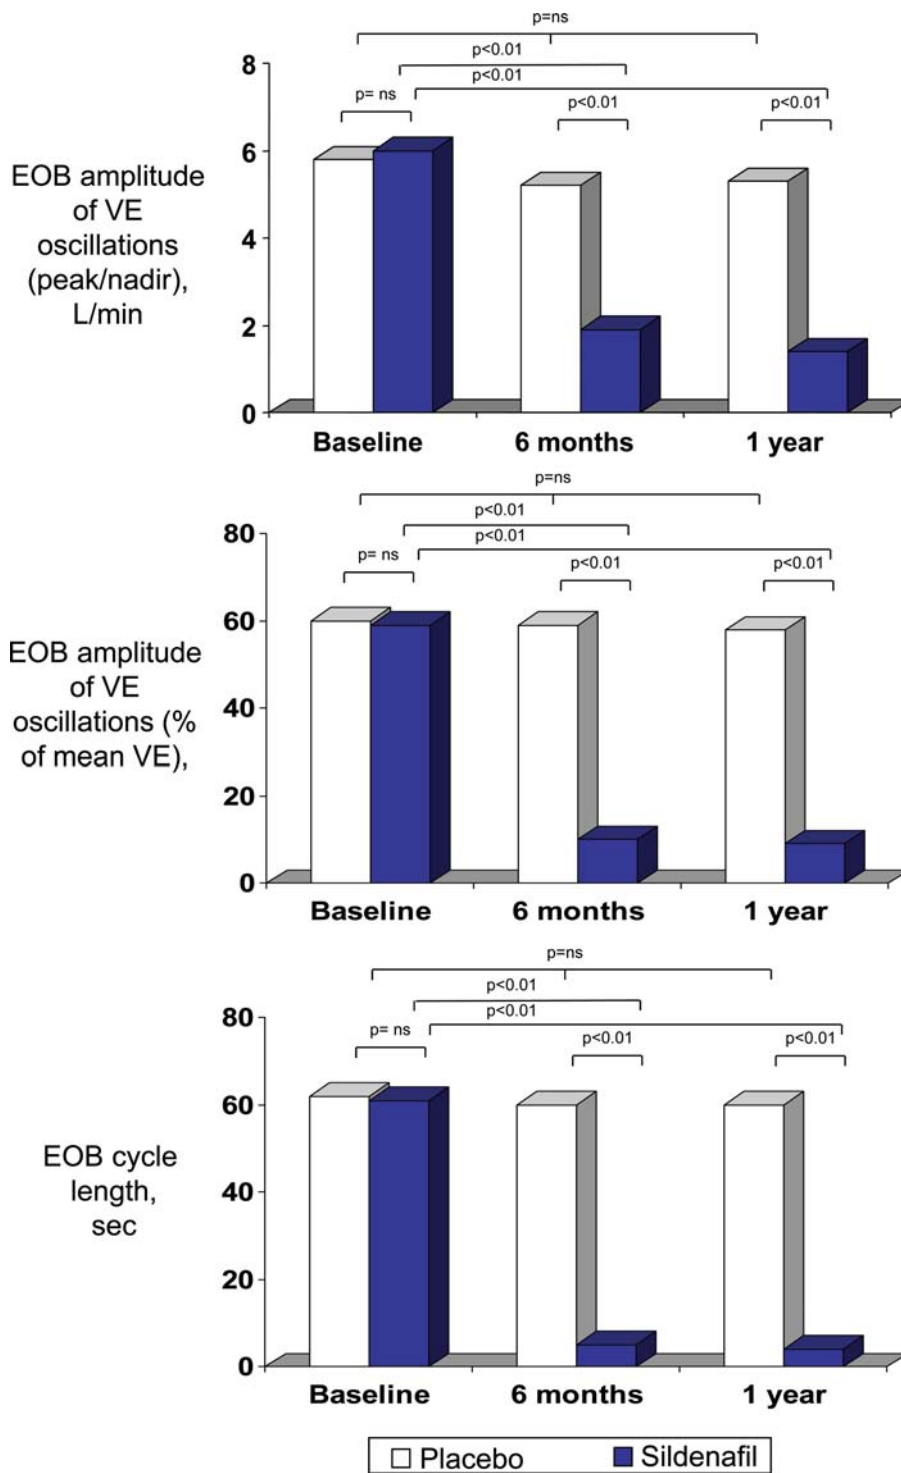 p=ns
p<0.01
p<0.01
p= ns
p<0.01
p<0.01
8
6
4
2
0
EOB amplitude
of VE
oscillations
(peak/nadir),
L/min
Baseline
6 months
1 year
p=ns
p<0.01
p<0.01
p= ns
p<0.01
p<0.01
80
60
40
20
0
EOB amplitude
of VE
oscillations (%
of mean VE),
Baseline
6 months
1 year
p=ns
p<0.01
p<0.01
p= ns
p<0.01
p<0.01
80
60
40
20
0
EOB cycle
length,
sec
Baseline
6 months
1 year
Placebo
Sildenafil